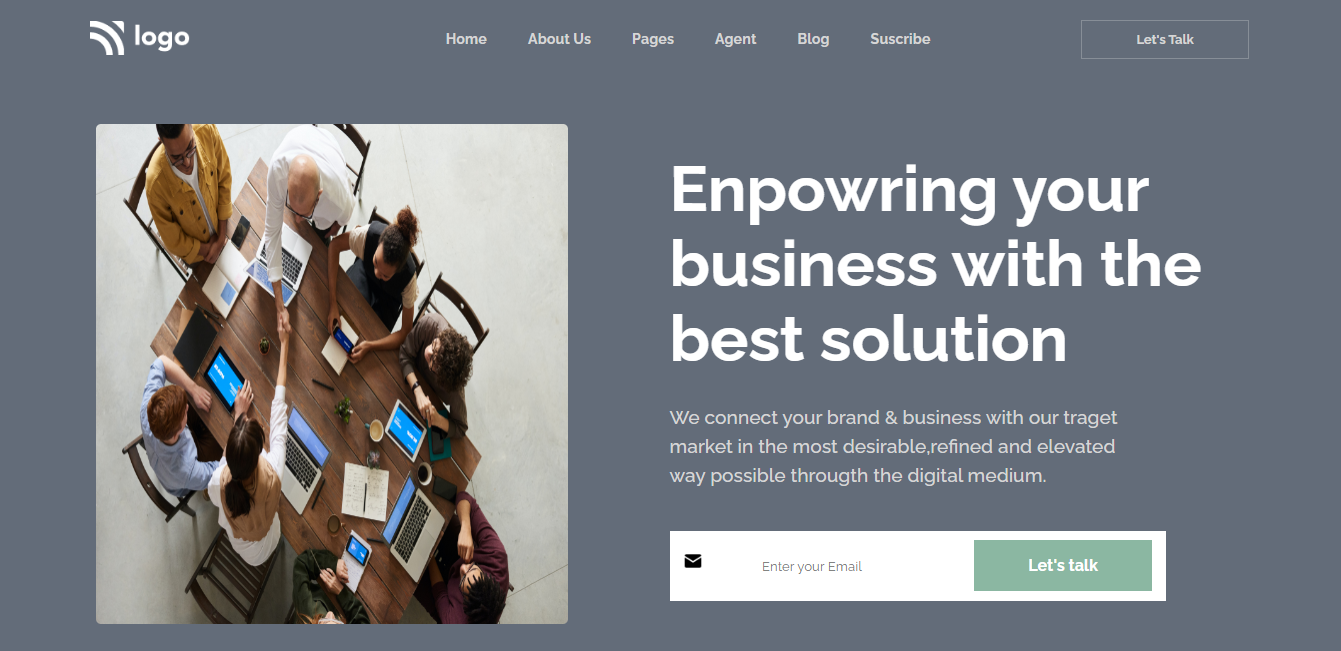 logo
Home About Us Pages Agent Blog Suscribe
Let's Talk
Enpowring your
business with the
best solution
We connect your brand & business with our traget
market in the most desirable,refined and elevated
way possible througth the digital medium.
Enter your Email
Let's talk